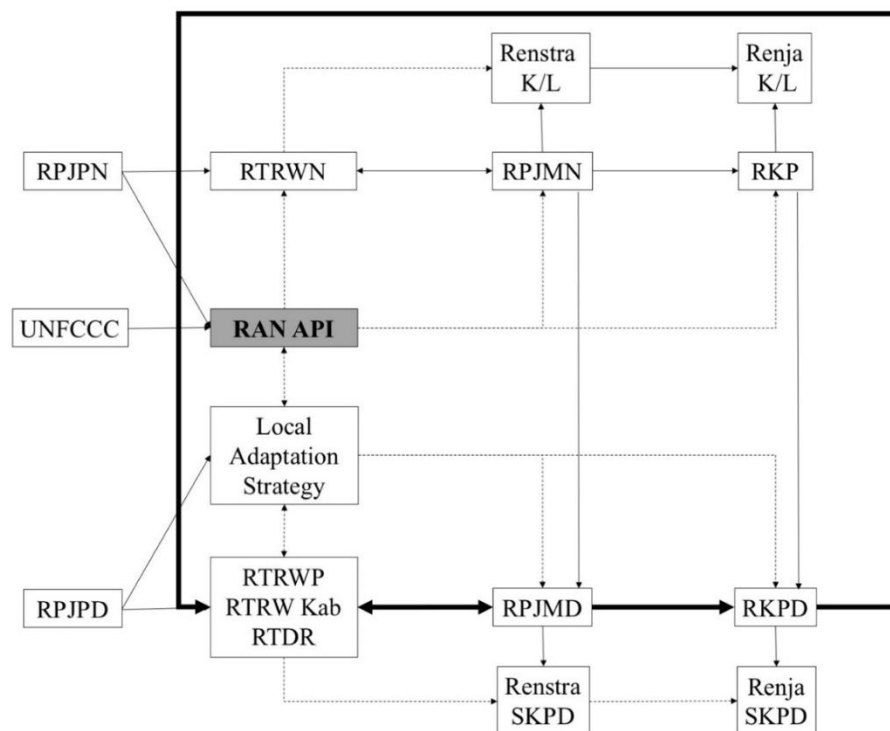 Renstra
K/L
Renja
K/L
RPJPN
RTRWN
RPJMN
RKP
UNFCCC
RAN API
Local
Adaptation
Strategy
RPJPD
RTRWP
RTRW Kab
RTDR
RPJMD
RKPD
Renstra
SKPD
Renja
SKPD